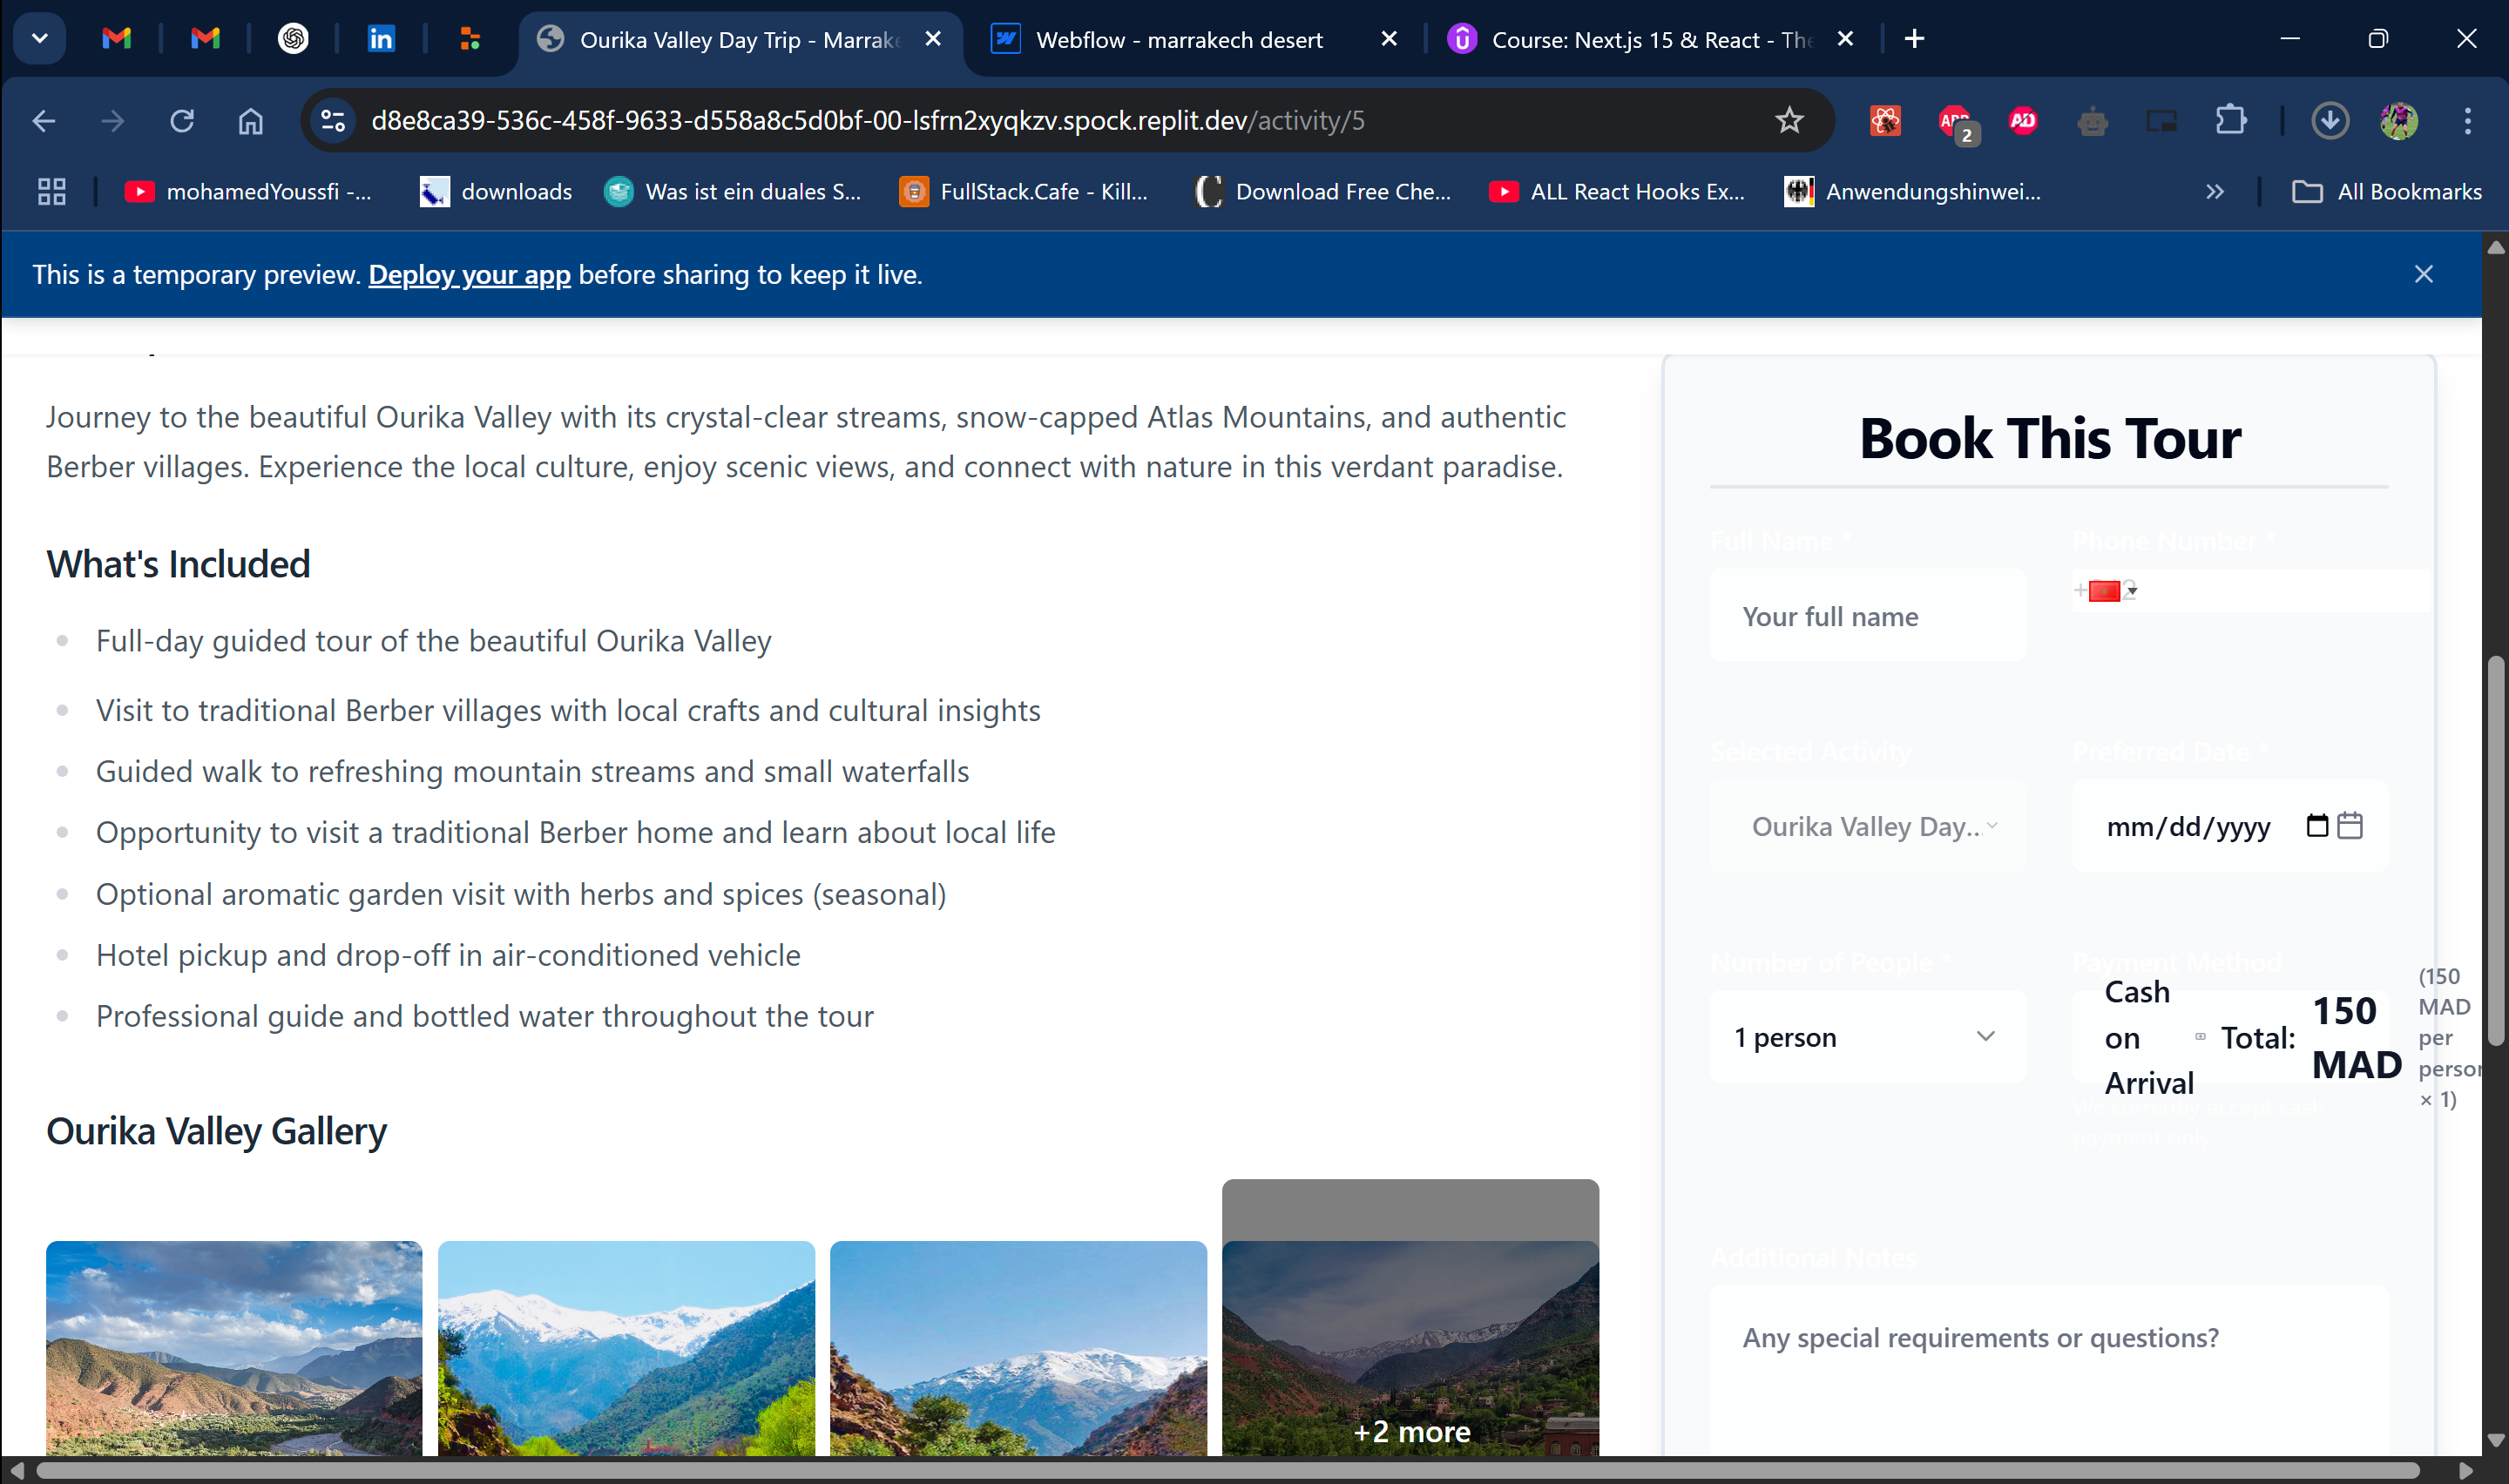 Ourika Valley Day Trip - Marrake
Webflow - marrakech desert
Course: Next.js 15 & React - The
d8e8ca39-536c-458f-9633-d558a8c5d0bf-00-lsfrn2xyqkzv.spock.replit.dev/activity/5
2
mohamedYoussfi -...
downloads
Was ist ein duales S...
FullStack.Cafe - Kill...
Download Free Che...
ALL React Hooks Ex...
Anwendungshinwei...
All Bookmarks
This is a temporary preview. Deploy your app before sharing to keep it live.
Journey to the beautiful Ourika Valley with its crystal-clear streams, snow-capped Atlas Mountains, and authentic
Berber villages. Experience the local culture, enjoy scenic views, and connect with nature in this verdant paradise.
What's Included
Full-day guided tour of the beautiful Ourika Valley
Visit to traditional Berber villages with local crafts and cultural insights
Guided walk to refreshing mountain streams and small waterfalls
Opportunity to visit a traditional Berber home and learn about local life
Optional aromatic garden visit with herbs and spices (seasonal)
Hotel pickup and drop-off in air-conditioned vehicle
Professional guide and bottled water throughout the tour
Ourika Valley Gallery
+2 more
Book This Tour
Full Name *
Phone Number *
Your full name
Selected Activity
Preferred Date *
Ourika Valley Day...
mm/dd/yyyy
Number of People *
Payment Method
1 person
Cash
on
Arrival
Total:
150
MAD
(150
MAD
per
person
× 1)
We currently accept cash
payment only
Additional Notes
Any special requirements or questions?